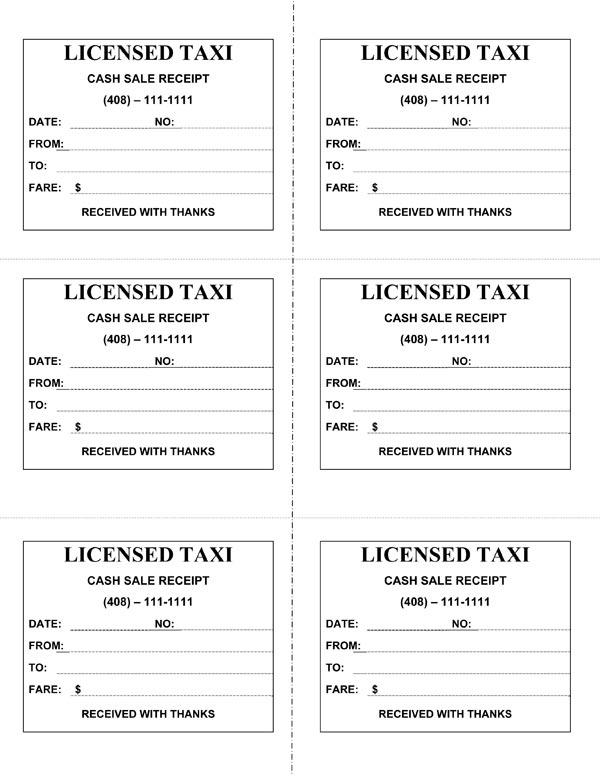 LICENSED TAXI
CASH SALE RECEIPT
(408) – 111-1111
DATE: NO:
FROM:
TO:
FARE: $
RECEIVED WITH THANKS
LICENSED TAXI
CASH SALE RECEIPT
(408) – 111-1111
DATE: NO:
FROM:
TO:
FARE: $
RECEIVED WITH THANKS
LICENSED TAXI
CASH SALE RECEIPT
(408) – 111-1111
DATE: NO:
FROM:
TO:
FARE: $
RECEIVED WITH THANKS
LICENSED TAXI
CASH SALE RECEIPT
(408) – 111-1111
DATE: NO:
FROM:
TO:
FARE: $
RECEIVED WITH THANKS
LICENSED TAXI
CASH SALE RECEIPT
(408) – 111-1111
DATE: NO:
FROM:
TO:
FARE: $
RECEIVED WITH THANKS
LICENSED TAXI
CASH SALE RECEIPT
(408) – 111-1111
DATE: NO:
FROM:
TO:
FARE: $
RECEIVED WITH THANKS